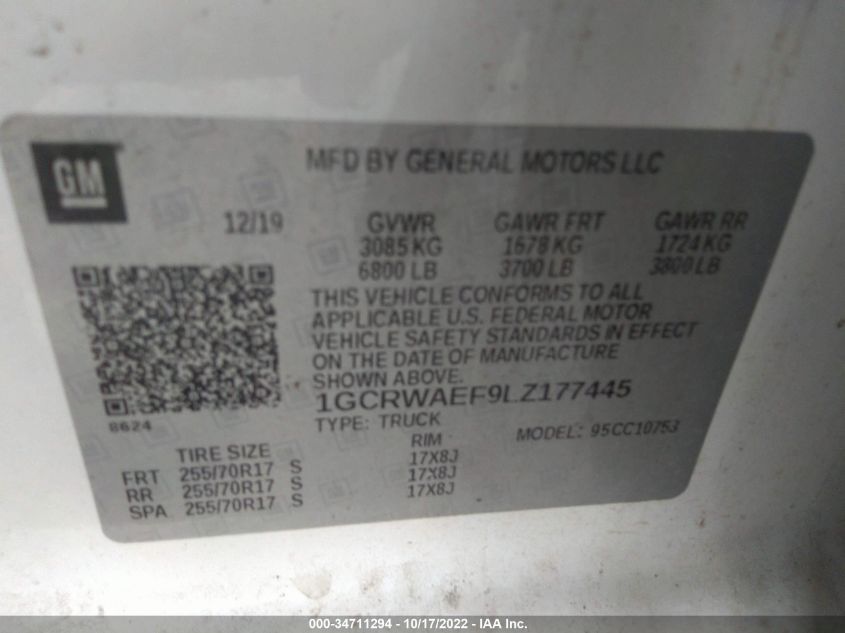 GM
MFD BY GENERAL MOTORS LLC
12/19 GVWR GAWR FRT GAWR RR
3085 KG 1678 KG 1724 KG
6800 LB 3700 LB 3800 LB
THIS VEHICLE CONFORMS TO ALL
APPLICABLE U.S. FEDERAL MOTOR
VEHICLE SAFETY STANDARDS IN EFFECT
ON THE DATE OF MANUFACTURE
SHOWN ABOVE.
1GCRWAEF9LZ177445
8624
TYPE: TRUCK
MODEL: 95CC10753
TIRE SIZE RIM
FRT 255/70R17 S 17X8J
RR 255/70R17 S 17X8J
SPA 255/70R17 S 17X8J
000-34711294 - 10/17/2022 - IAA Inc.